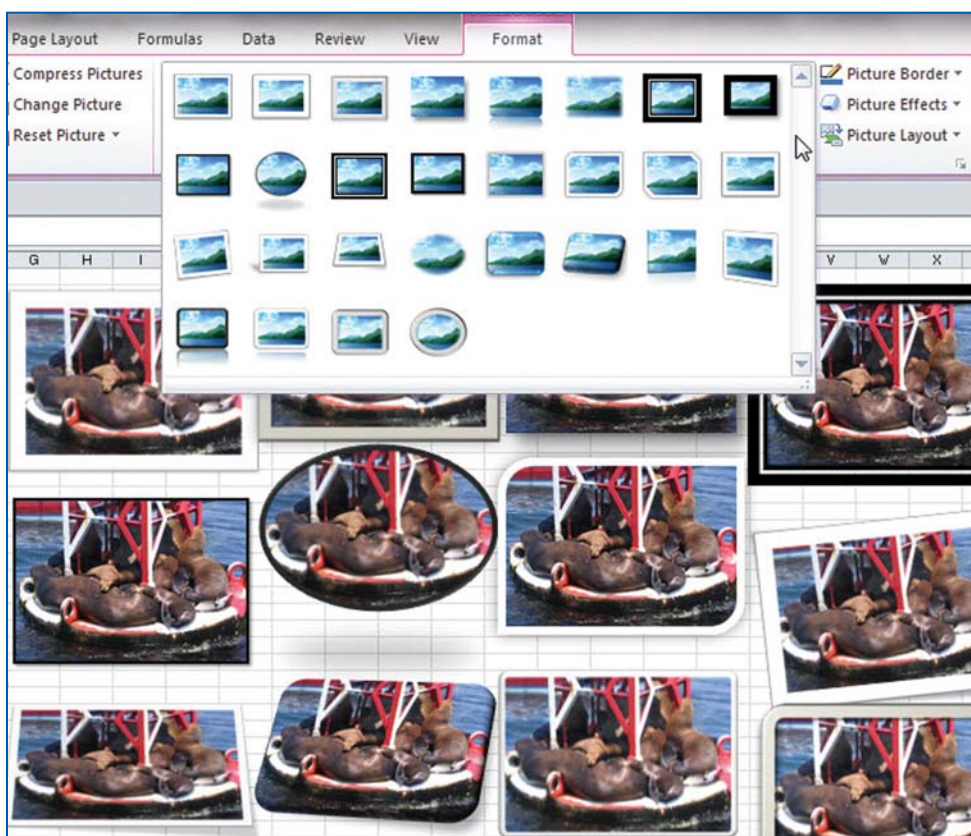 Page Layout Formulas Data Review View Format
Compress Pictures
Change Picture
Reset Picture
Picture Border
Picture Effects
Picture Layout
G H I V W X